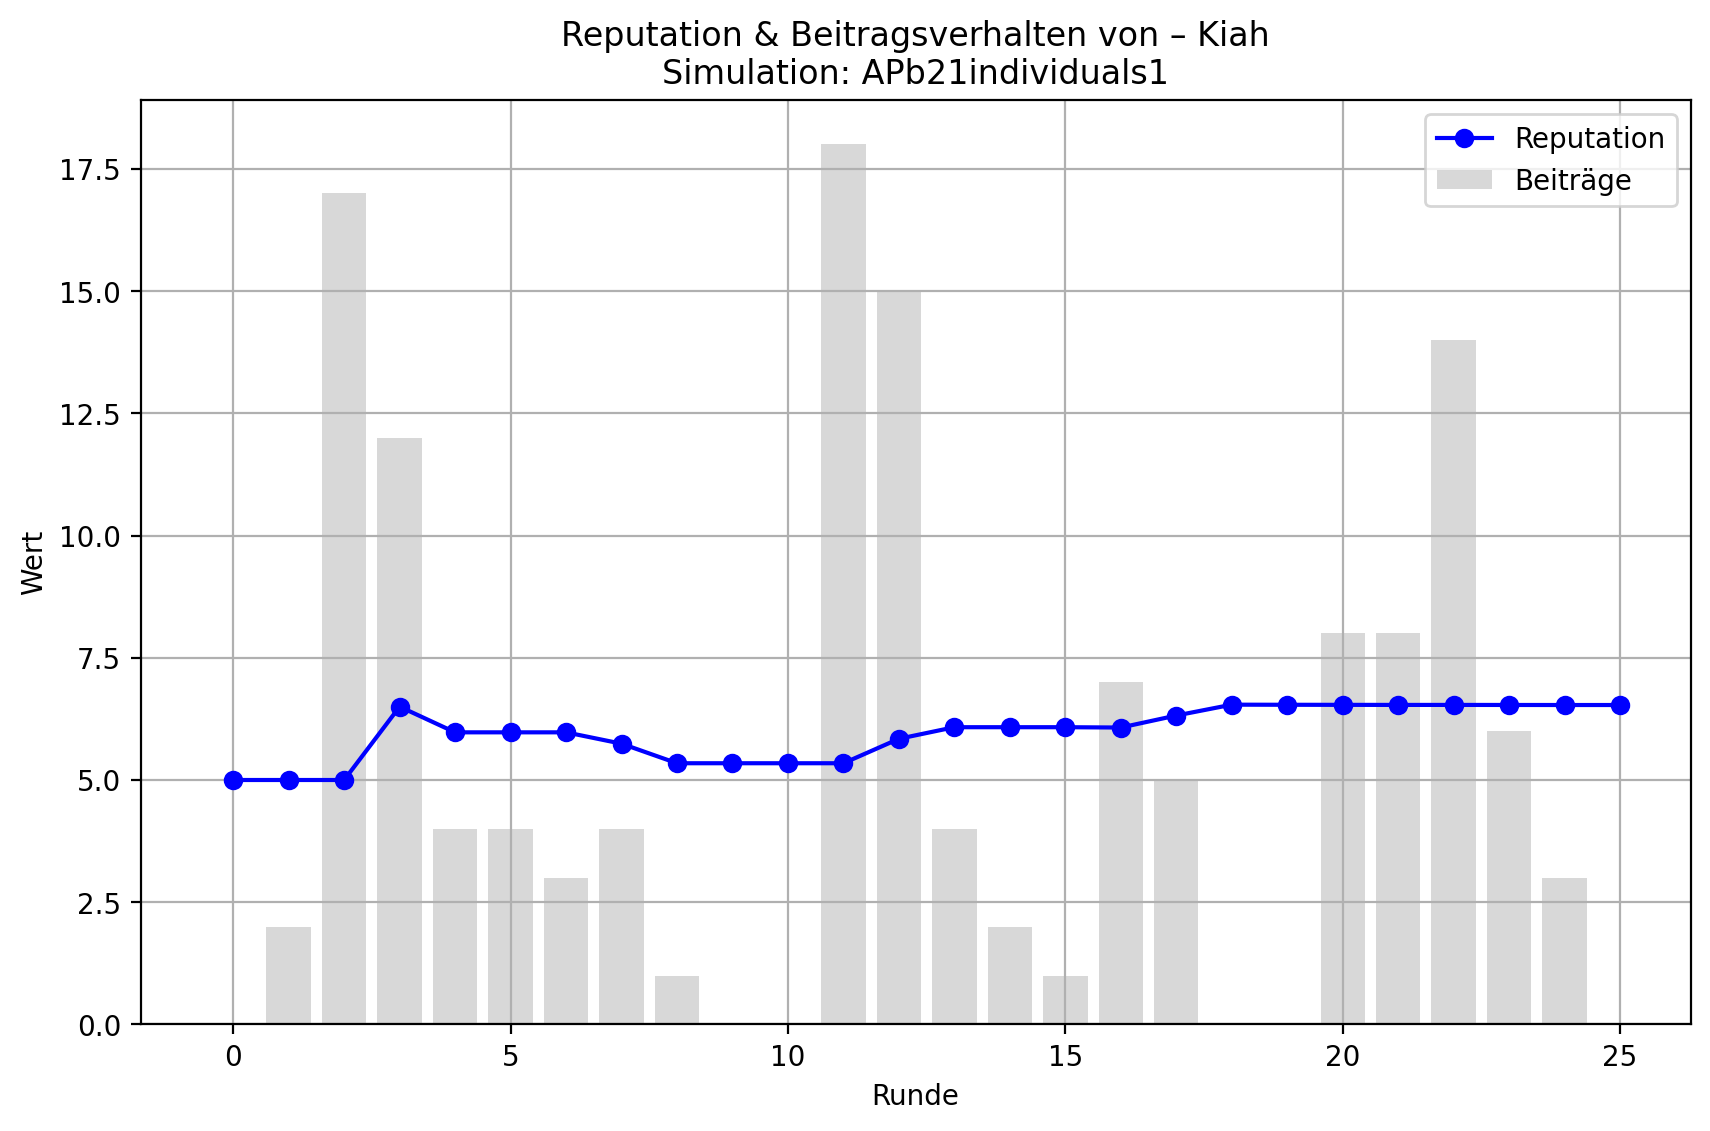 Reputation & Beitragsverhalten von – Kiah
Simulation: APb21individuals1
Reputation
Beiträge
17.5
15.0
12.5
10.0
7.5
5.0
2.5
0.0
Wert
0 5 10 15 20 25
Runde